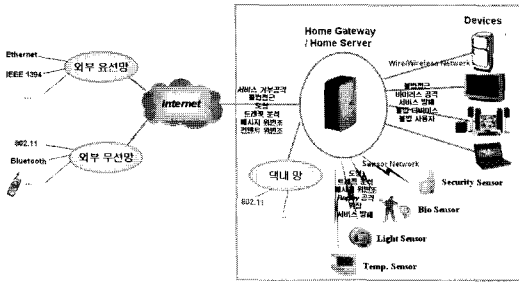 Ethernet
IEEE 1394
...
외부 유선망
802.11
Bluetooth
...
외부 무선망
Internet
서비스 거부공격
불법접근
도청
트래픽 분석
메시지 위변조
컨텐트 위변조
Home Gateway
/ Home Server
댁내 망
802.11
...
Devices
Wire/Wireless Network
불법접근
바이러스 공격
서비스 방해
불법 디바이스
불법 사용자
Sensor Network
도청
트래픽 분석
메시지 위변조
Replay 공격
위장
서비스 방해
Security Sensor
Bio Sensor
Light Sensor
Temp. Sensor